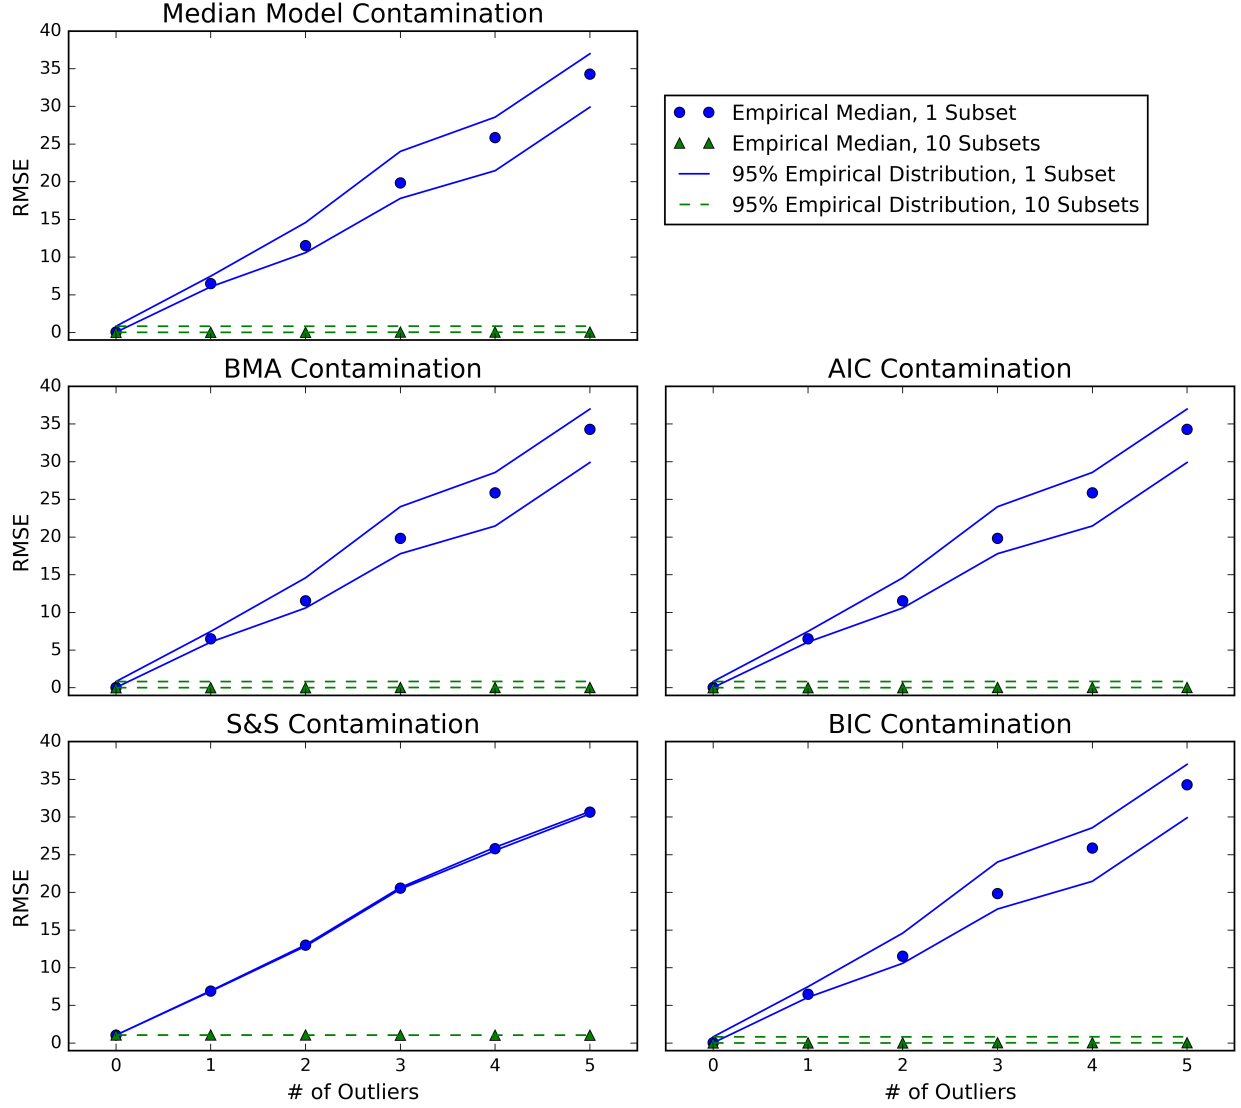 Median Model Contamination
40
35
30
25
20
15
10
5
0
RMSE
Empirical Median, 1 Subset
Empirical Median, 10 Subsets
95% Empirical Distribution, 1 Subset
95% Empirical Distribution, 10 Subsets
BMA Contamination
40
35
30
25
20
15
10
5
0
RMSE
AIC Contamination
S&S Contamination
40
35
30
25
20
15
10
5
0
RMSE
0 1 2 3 4 5
# of Outliers
BIC Contamination
0 1 2 3 4 5
# of Outliers